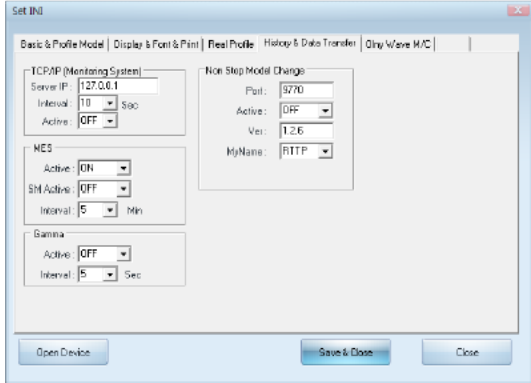 Set INI
Basic & Profile Model | Display & Font & Print | Real Profile | History & Data Transfer | Olny Wave M/C
TCP/IP (Monitoring System)
Server IP : 127.0.0.1
Interval : 10 Sec
Active : OFF
MES
Active : ON
SM Active : OFF
Interval : 5 Min
Gamma
Active : OFF
Interval : 5 Sec
Non Stop Model Change
Port : 9770
Active : OFF
Ver : 1.2.6
MyName : RTTP
Open Device
Save & Close
Close